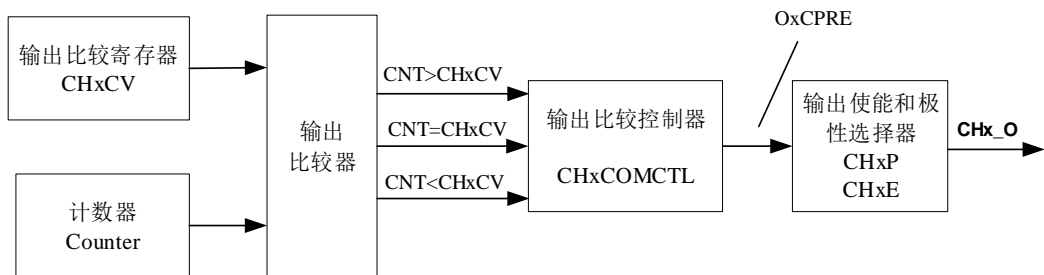 OxCPRE
输出比较寄存器
CHxCV
计数器
Counter
输出
比较器
CNT>CHxCV
CNT=CHxCV
CNT<CHxCV
输出比较控制器
CHxCOMCTL
输出使能和极
性选择器
CHxP
CHxE
CHx_O